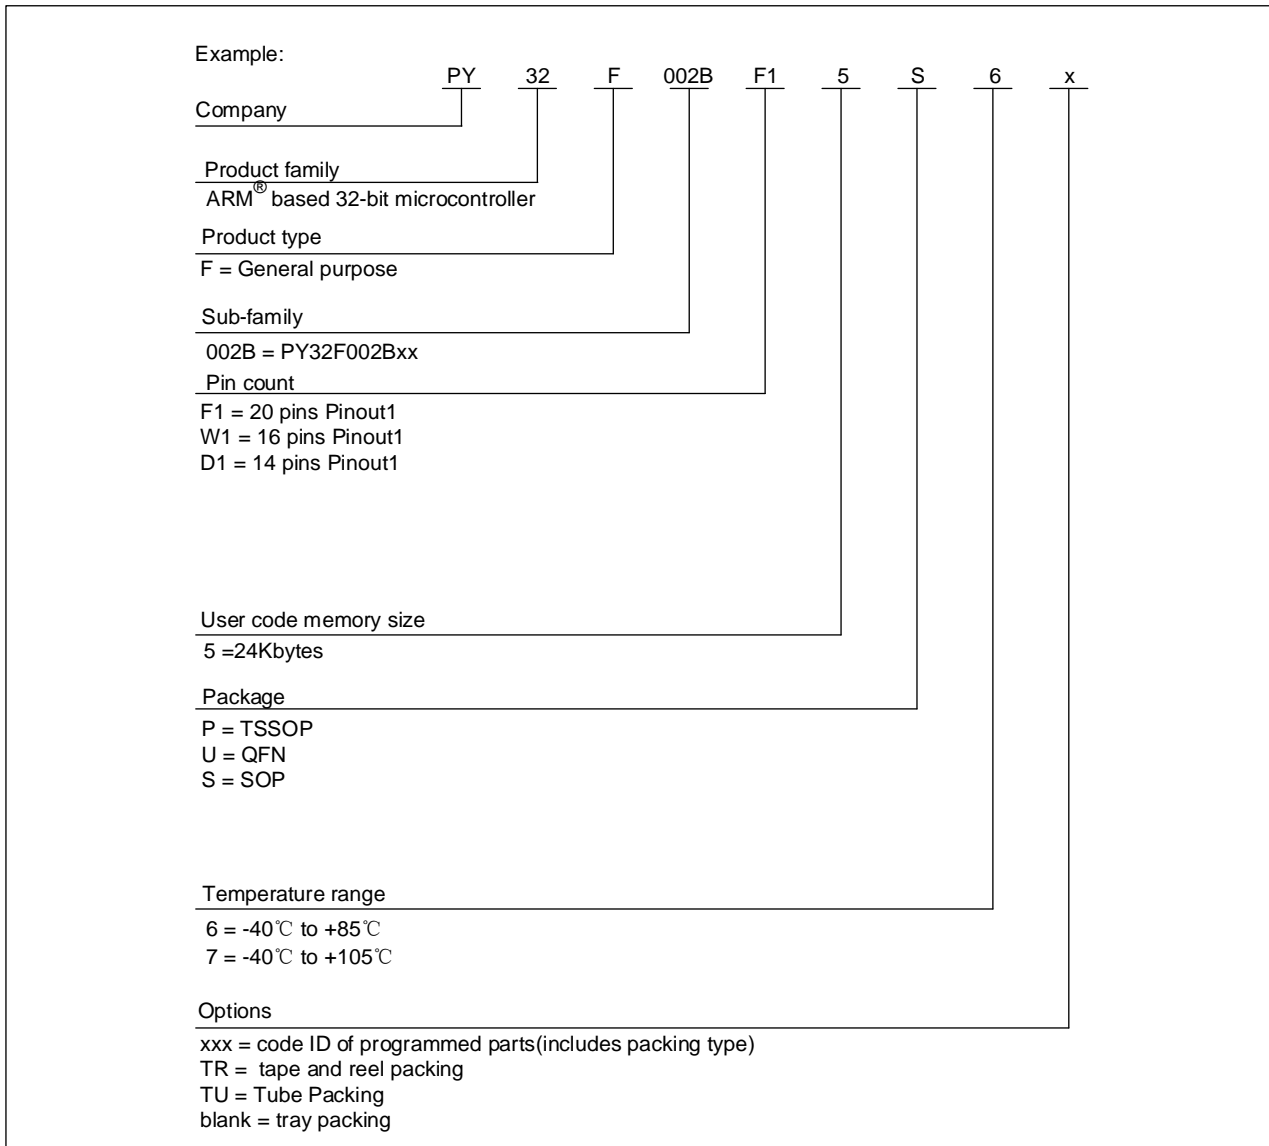 Example:
PY 32 F 002B F1 5 S 6 x
Company
Product family
ARM® based 32-bit microcontroller
Product type
F = General purpose
Sub-family
002B = PY32F002Bxx
Pin count
F1 = 20 pins Pinout1
W1 = 16 pins Pinout1
D1 = 14 pins Pinout1
User code memory size
5 =24Kbytes
Package
P = TSSOP
U = QFN
S = SOP
Temperature range
6 = -40℃ to +85℃
7 = -40℃ to +105℃
Options
xxx = code ID of programmed parts(includes packing type)
TR = tape and reel packing
TU = Tube Packing
blank = tray packing